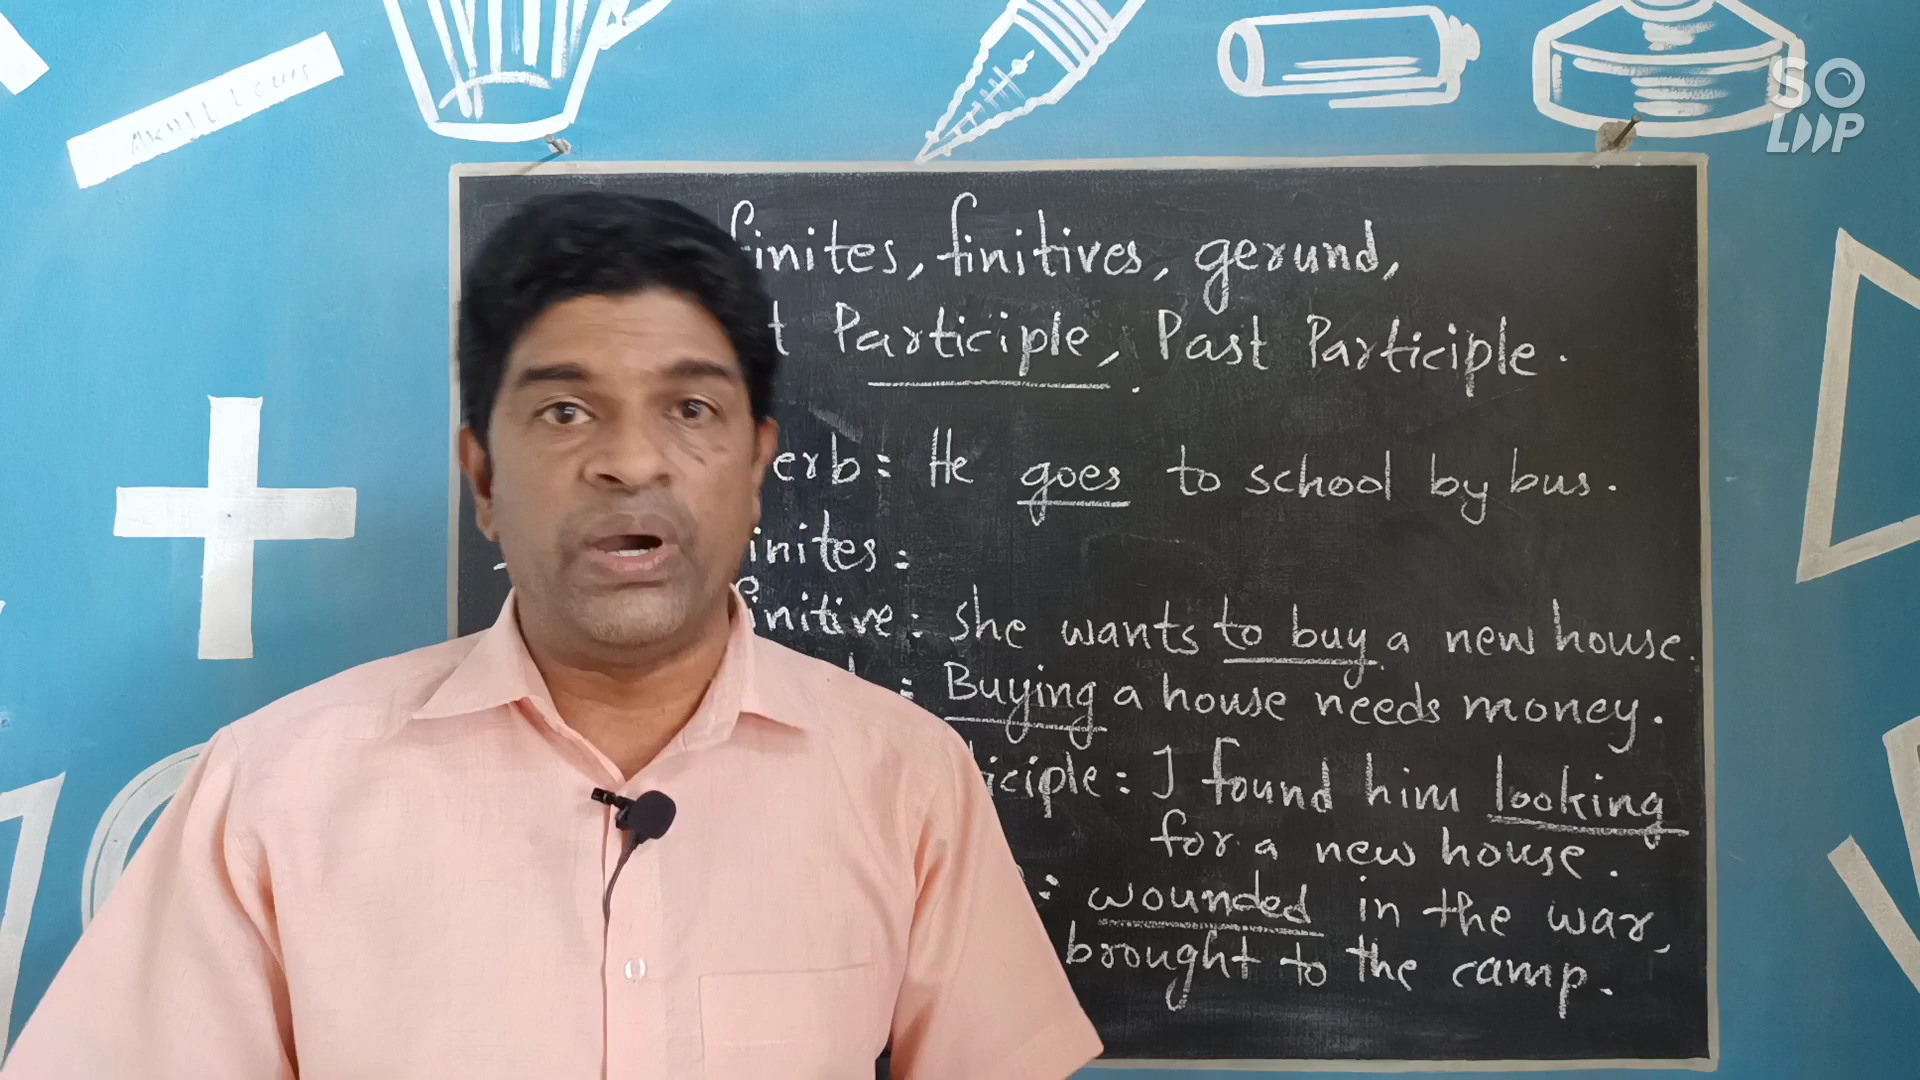 SO
LOOP
finites, finitives, gerund,
t Participle, Past Participle.
erb: He goes to school by bus.
inites:
finitive: She wants to buy a new house.
: Buying a house needs money.
iciple: I found him looking
for a new house.
: wounded in the war,
brought to the camp.